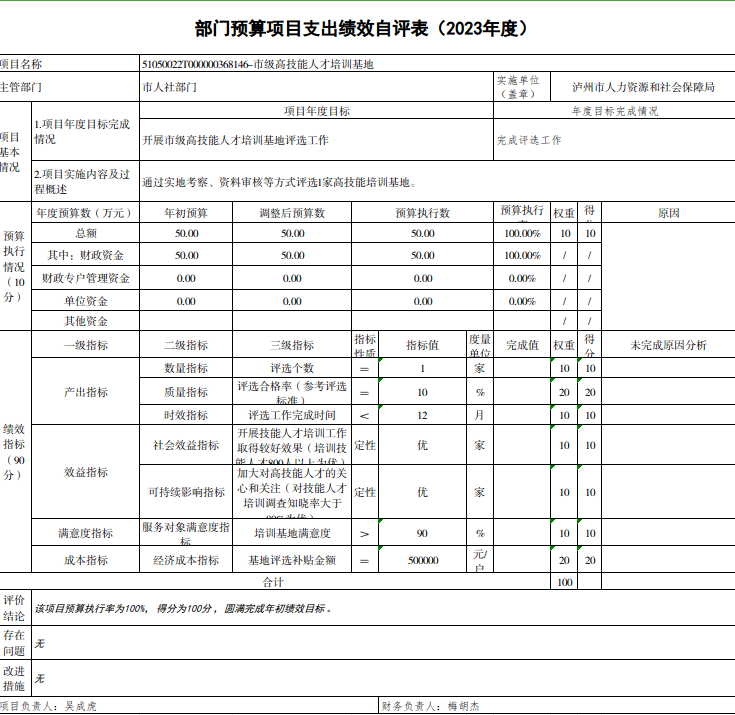 部门预算项目支出绩效自评表（2023年度）
项目名称 51050022T000000368146-市级高技能人才培训基地
主管部门 市人社部门 实施单位（盖章） 泸州市人力资源和社会保障局
项目基本情况 1.项目年度目标完成情况 项目年度目标 年度目标完成情况
开展市级高技能人才培训基地评选工作 完成评选工作
2.项目实施内容及过程概述 通过实地考察、资料审核等方式评选1家高技能培训基地。
预算执行情况（10分） 年度预算数（万元） 年初预算 调整后预算数 预算执行数 预算执行 权重 得 原因
总额 50.00 50.00 50.00 100.00% 10 10
其中：财政资金 50.00 50.00 50.00 100.00% / /
财政专户管理资金 0.00 0.00 0.00 0.00% / /
单位资金 0.00 0.00 0.00 0.00% / /
其他资金 / /
绩效指标（90分） 一级指标 二级指标 三级指标 指标性质 指标值 度量单位 完成值 权重 得分 未完成原因分析
产出指标 数量指标 评选个数 ＝ 1 家 10 10
质量指标 评选合格率（参考评选标准） ＝ 10 % 20 20
时效指标 评选工作完成时间 ＜ 12 月 10 10
效益指标 社会效益指标 开展技能人才培训工作取得较好效果（培训技能人才800人以上为优） 定性 优 家 10 10
可持续影响指标 加大对高技能人才的关心和关注（对技能人才培训调查知晓率大于 定性 优 家 10 10
满意度指标 服务对象满意度指标 培训基地满意度 ＞ 90 % 10 10
成本指标 经济成本指标 基地评选补贴金额 ＝ 500000 元/户 20 20
合计 100
评价结论 该项目预算执行率为100%，得分为100分，圆满完成年初绩效目标。
存在问题 无
改进措施 无
项目负责人：吴成虎 财务负责人：梅胡杰